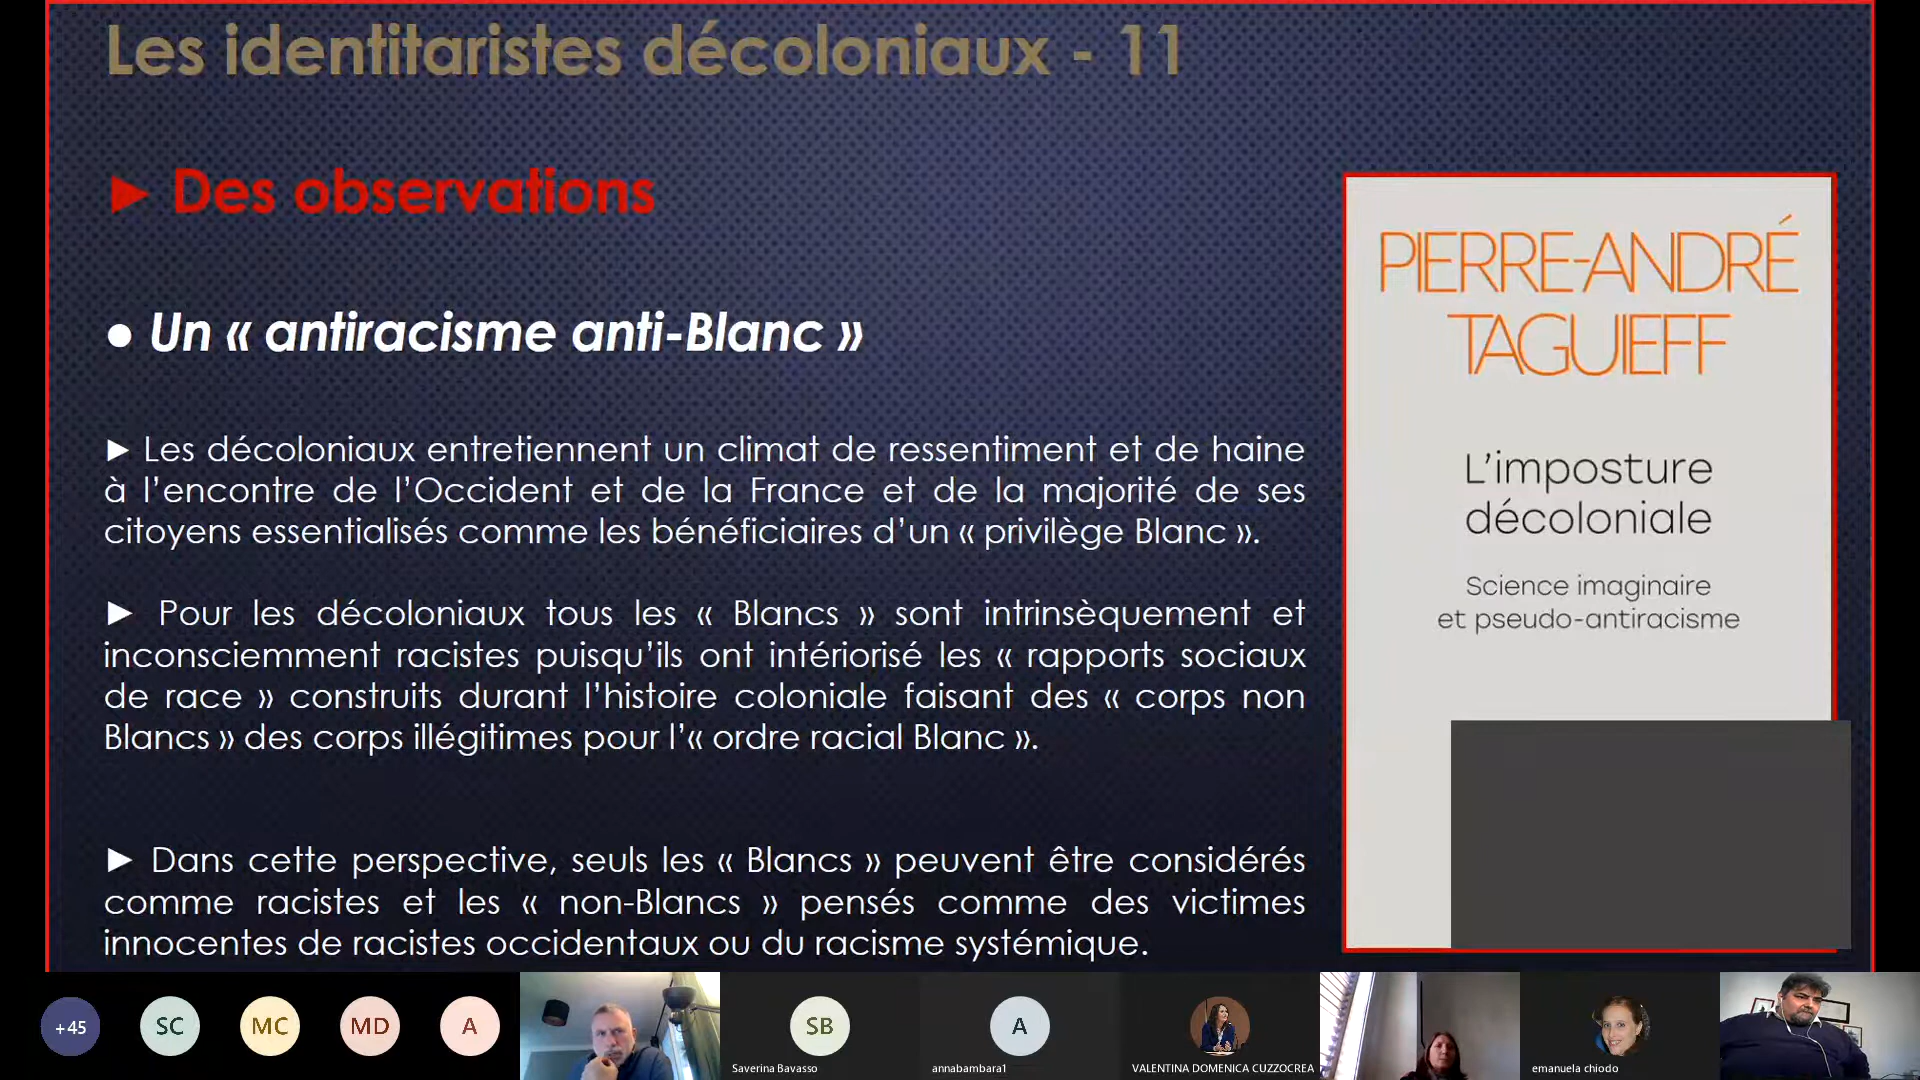 Les identitaristes décoloniaux - 11
► Des observations
● Un « antiracisme anti-Blanc »
► Les décoloniaux entretiennent un climat de ressentiment et de haine
à l’encontre de l’Occident et de la France et de la majorité de ses
citoyens essentialisés comme les bénéficiaires d’un « privilège Blanc ».
► Pour les décoloniaux tous les « Blancs » sont intrinsèquement et
inconsciemment racistes puisqu’ils ont intériorisé les « rapports sociaux
de race » construits durant l’histoire coloniale faisant des « corps non
Blancs » des corps illégitimes pour l’« ordre racial Blanc ».
► Dans cette perspective, seuls les « Blancs » peuvent être considérés
comme racistes et les « non-Blancs » pensés comme des victimes
innocentes de racistes occidentaux ou du racisme systémique.
PIERRE-ANDRÉ
TAGUIEFF
L’imposture
décoloniale
Science imaginaire
et pseudo-antiracisme
+45
SC
MC
MD
A
SB
Saverina Bavasso
A
annabambara1
VALENTINA DOMENICA CUZZOCREA
emanuela chiodo